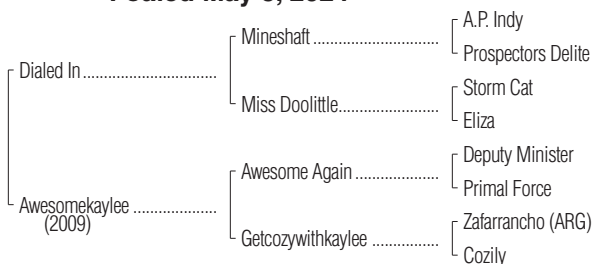 Foaled May 2024
A.P. Indy
Mineshaft
Prospectors Delite
Dialed In
Storm Cat
Miss Doolittle
Eliza
Deputy Minister
Awesome Again
Primal Force
Awesomekaylee
(2009)
Zafarrancho (ARG)
Getcozywithkaylee
Cozily